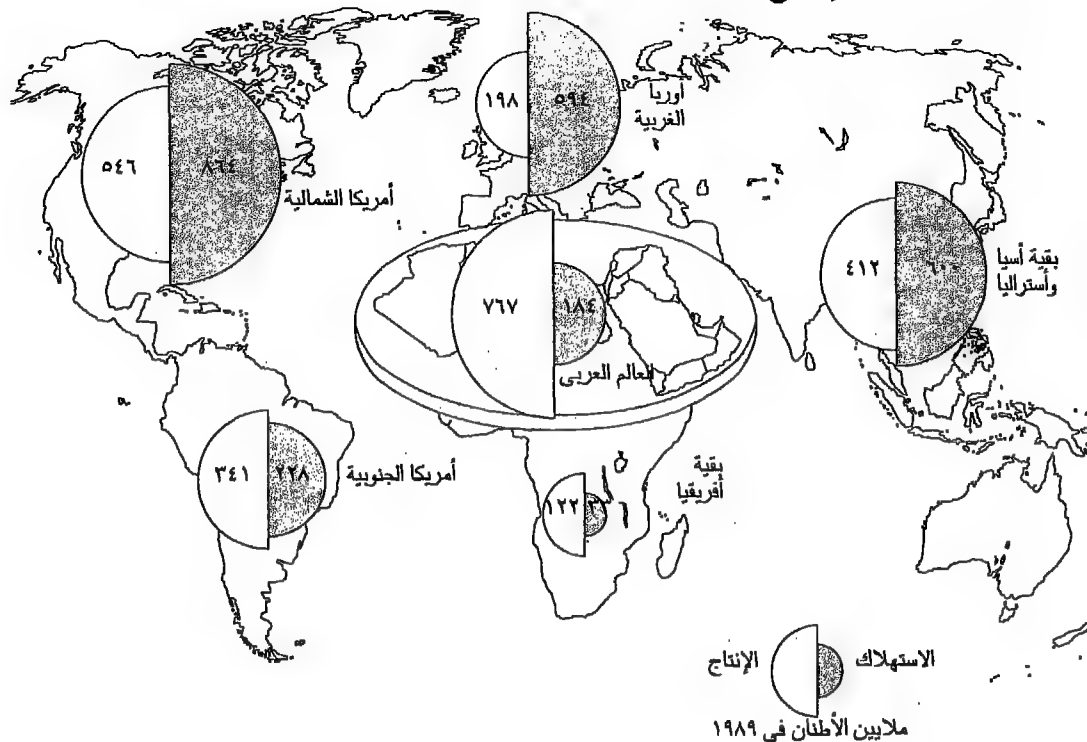 أوربا
الغربية
١٩٨
٥٩٤
٥٤٦
٨٦٤
أمريكا الشمالية
بقية أسيا
وأستراليا
٤١٢
٦٠٠
٧٦٧
١٨٤
العالم العربى
٣٤١
٢٢٨
أمريكا الجنوبية
بقية
أفريقيا
١٢٢
الإنتاج
الاستهلاك
ملايين الأطنان فى ١٩٨٩